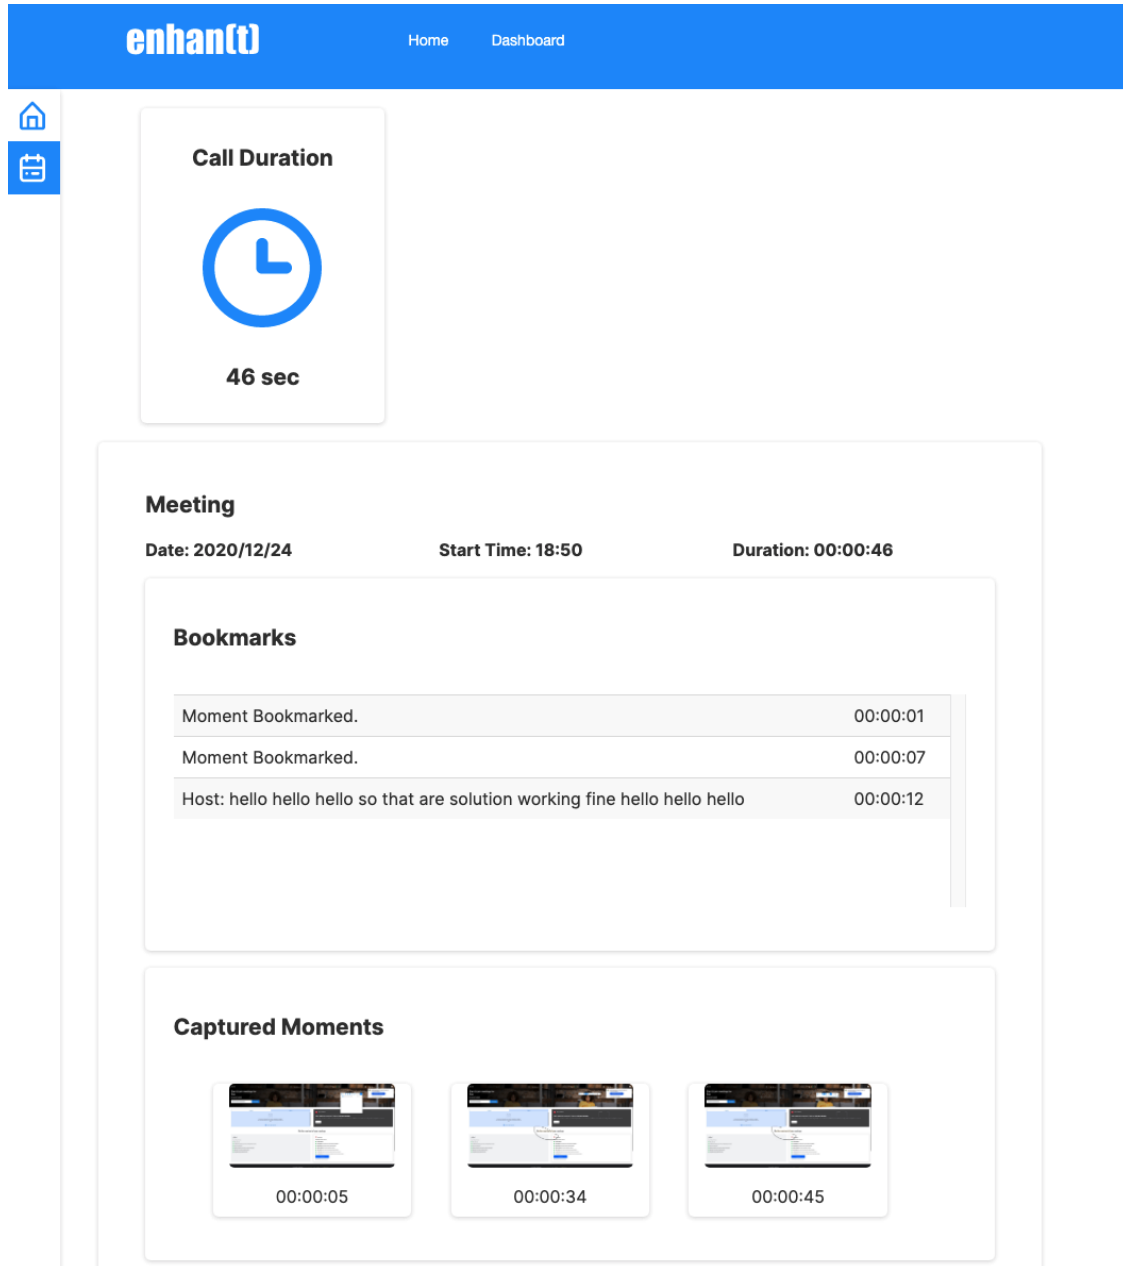 enhan(t)
Home Dashboard
Call Duration
46 sec
Meeting
Date: 2020/12/24 Start Time: 18:50 Duration: 00:00:46
Bookmarks
Moment Bookmarked. 00:00:01
Moment Bookmarked. 00:00:07
Host: hello hello hello so that are solution working fine hello hello hello 00:00:12
Captured Moments
00:00:05 00:00:34 00:00:45